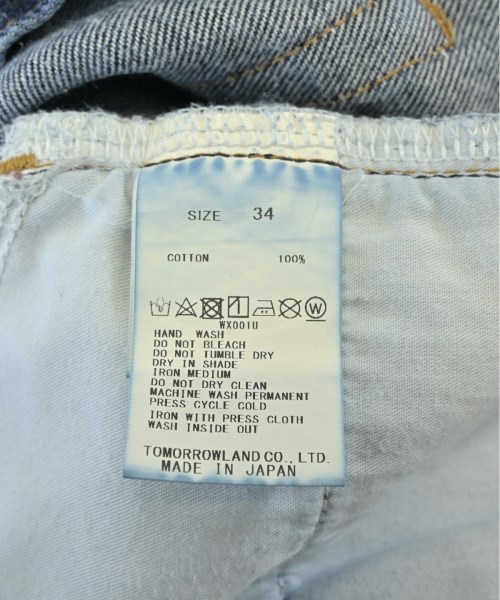 SIZE 34
COTTON 100%
W
WX001U
HAND WASH
DO NOT BLEACH
DO NOT TUMBLE DRY
DRY IN SHADE
IRON MEDIUM
DO NOT DRY CLEAN
MACHINE WASH PERMANENT
PRESS CYCLE COLD
IRON WITH PRESS CLOTH
WASH INSIDE OUT
TOMORROWLAND CO., LTD.
MADE IN JAPAN